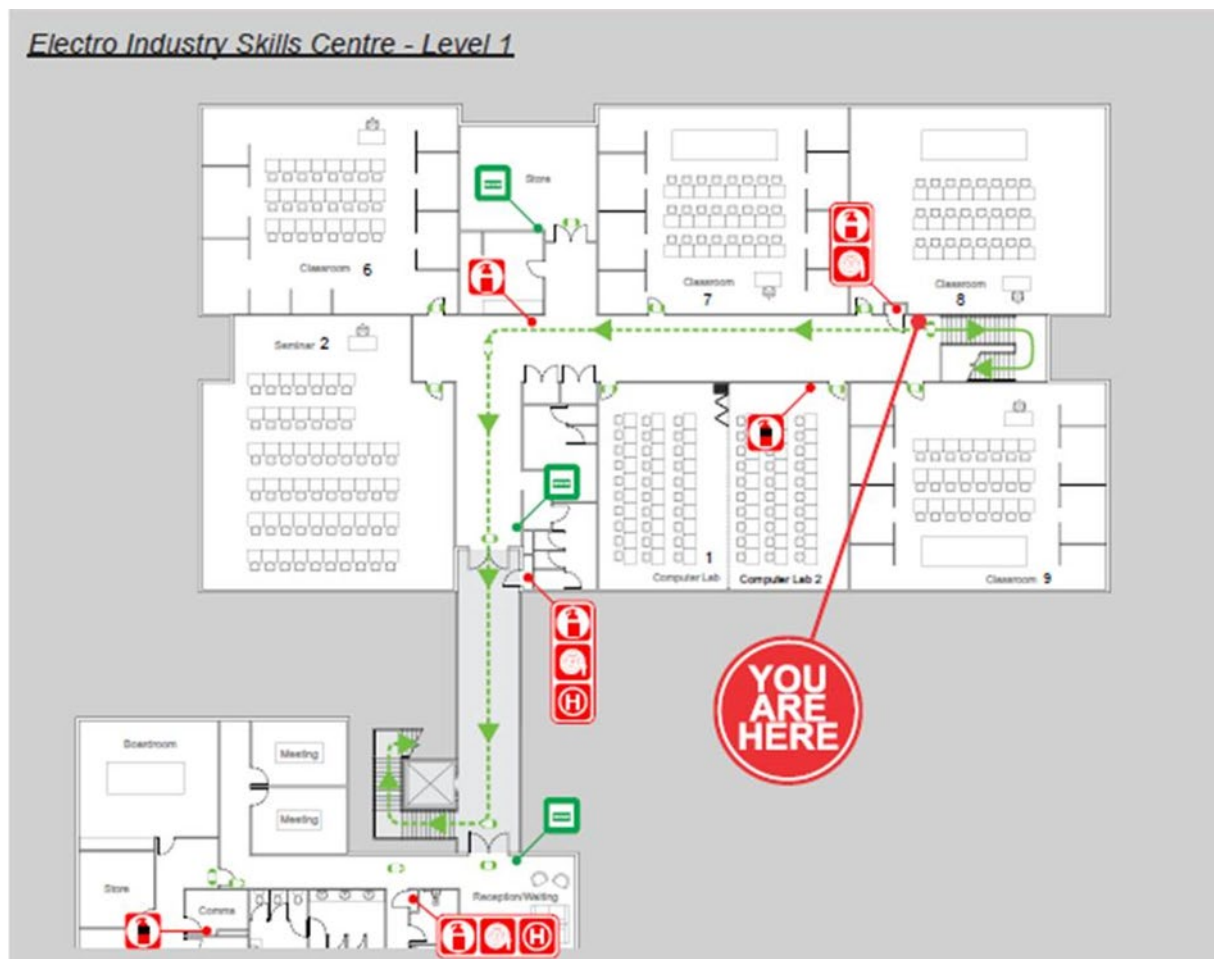 Electro Industry Skills Centre - Level 1
Store
Classroom 6
Classroom
7
Classroom
8
Seminar 2
1
Computer Lab
Computer Lab 2
Classroom 9
YOU
ARE
HERE
H
Boardroom
Meeting
Meeting
Store
Comms
Reception/Waiting
H